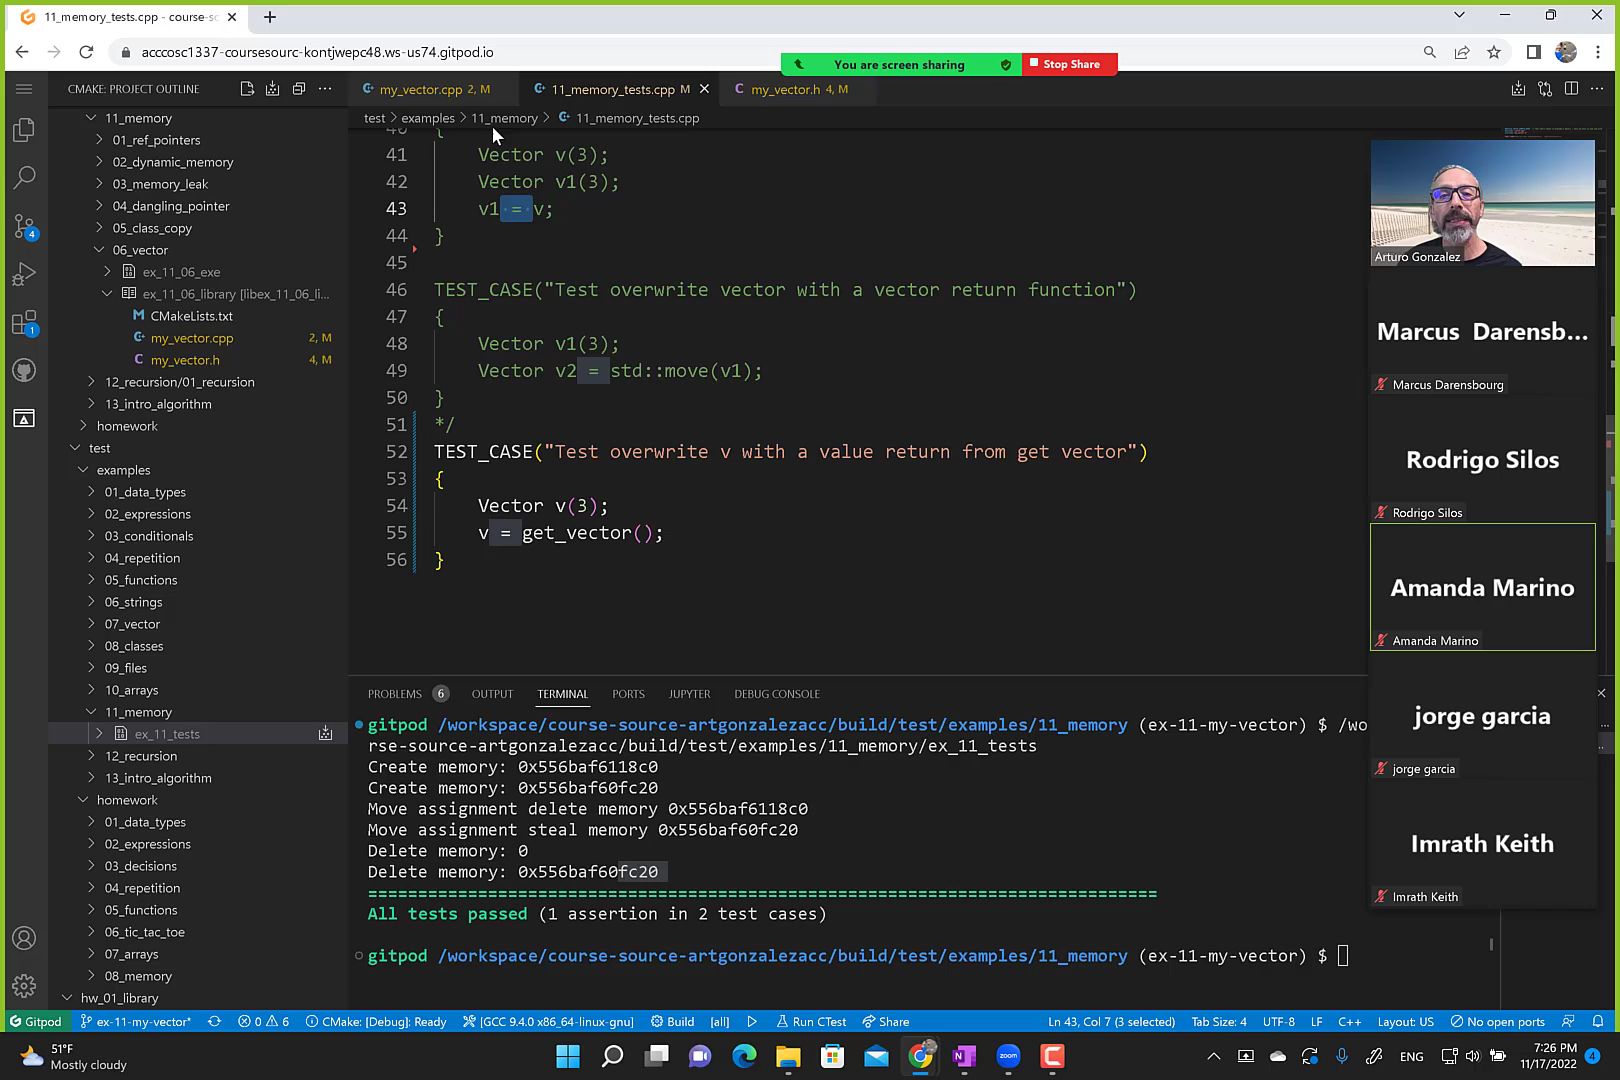 11_memory_tests.cpp - course-sc
acccosc1337-coursesourc-kontjwepc48.ws-us74.gitpod.io
You are screen sharing
Stop Share
CMAKE: PROJECT OUTLINE
my_vector.cpp 2, M
11_memory_tests.cpp M
my_vector.h 4, M
test > examples > 11_memory > 11_memory_tests.cpp
11_memory
01_ref_pointers
02_dynamic_memory
03_memory_leak
04_dangling_pointer
05_class_copy
06_vector
ex_11_06_exe
ex_11_06_library [libex_11_06_li...
CMakeLists.txt
my_vector.cpp 2, M
my_vector.h 4, M
12_recursion/01_recursion
13_intro_algorithm
homework
test
examples
01_data_types
02_expressions
03_conditionals
04_repetition
05_functions
06_strings
07_vector
08_classes
09_files
10_arrays
11_memory
ex_11_tests
12_recursion
13_intro_algorithm
homework
01_data_types
02_expressions
03_decisions
04_repetition
05_functions
06_tic_tac_toe
07_arrays
08_memory
hw_01_library
4
1
40 {
41 Vector v(3);
42 Vector v1(3);
43 v1 = v;
44 }
45
46 TEST_CASE("Test overwrite vector with a vector return function")
47 {
48 Vector v1(3);
49 Vector v2 = std::move(v1);
50 }
51 */
52 TEST_CASE("Test overwrite v with a value return from get vector")
53 {
54 Vector v(3);
55 v = get_vector();
56 }
PROBLEMS 6 OUTPUT TERMINAL PORTS JUPYTER DEBUG CONSOLE
gitpod /workspace/course-source-artgonzalezacc/build/test/examples/11_memory (ex-11-my-vector) $ /wo
rse-source-artgonzalezacc/build/test/examples/11_memory/ex_11_tests
Create memory: 0x556baf6118c0
Create memory: 0x556baf60fc20
Move assignment delete memory 0x556baf6118c0
Move assignment steal memory 0x556baf60fc20
Delete memory: 0
Delete memory: 0x556baf60fc20
===============================================================================
All tests passed (1 assertion in 2 test cases)
gitpod /workspace/course-source-artgonzalezacc/build/test/examples/11_memory (ex-11-my-vector) $
Arturo Gonzalez
Marcus Darensb...
Marcus Darensbourg
Rodrigo Silos
Rodrigo Silos
Amanda Marino
Amanda Marino
jorge garcia
jorge garcia
Imrath Keith
Imrath Keith
Gitpod ex-11-my-vector* 0 6 CMake: [Debug]: Ready [GCC 9.4.0 x86_64-linux-gnu] Build [all] Run CTest Share Ln 43, Col 7 (3 selected) Tab Size: 4 UTF-8 LF C++ Layout: US No open ports
51°F
Mostly cloudy
zoom
ENG
7:26 PM
11/17/2022
4